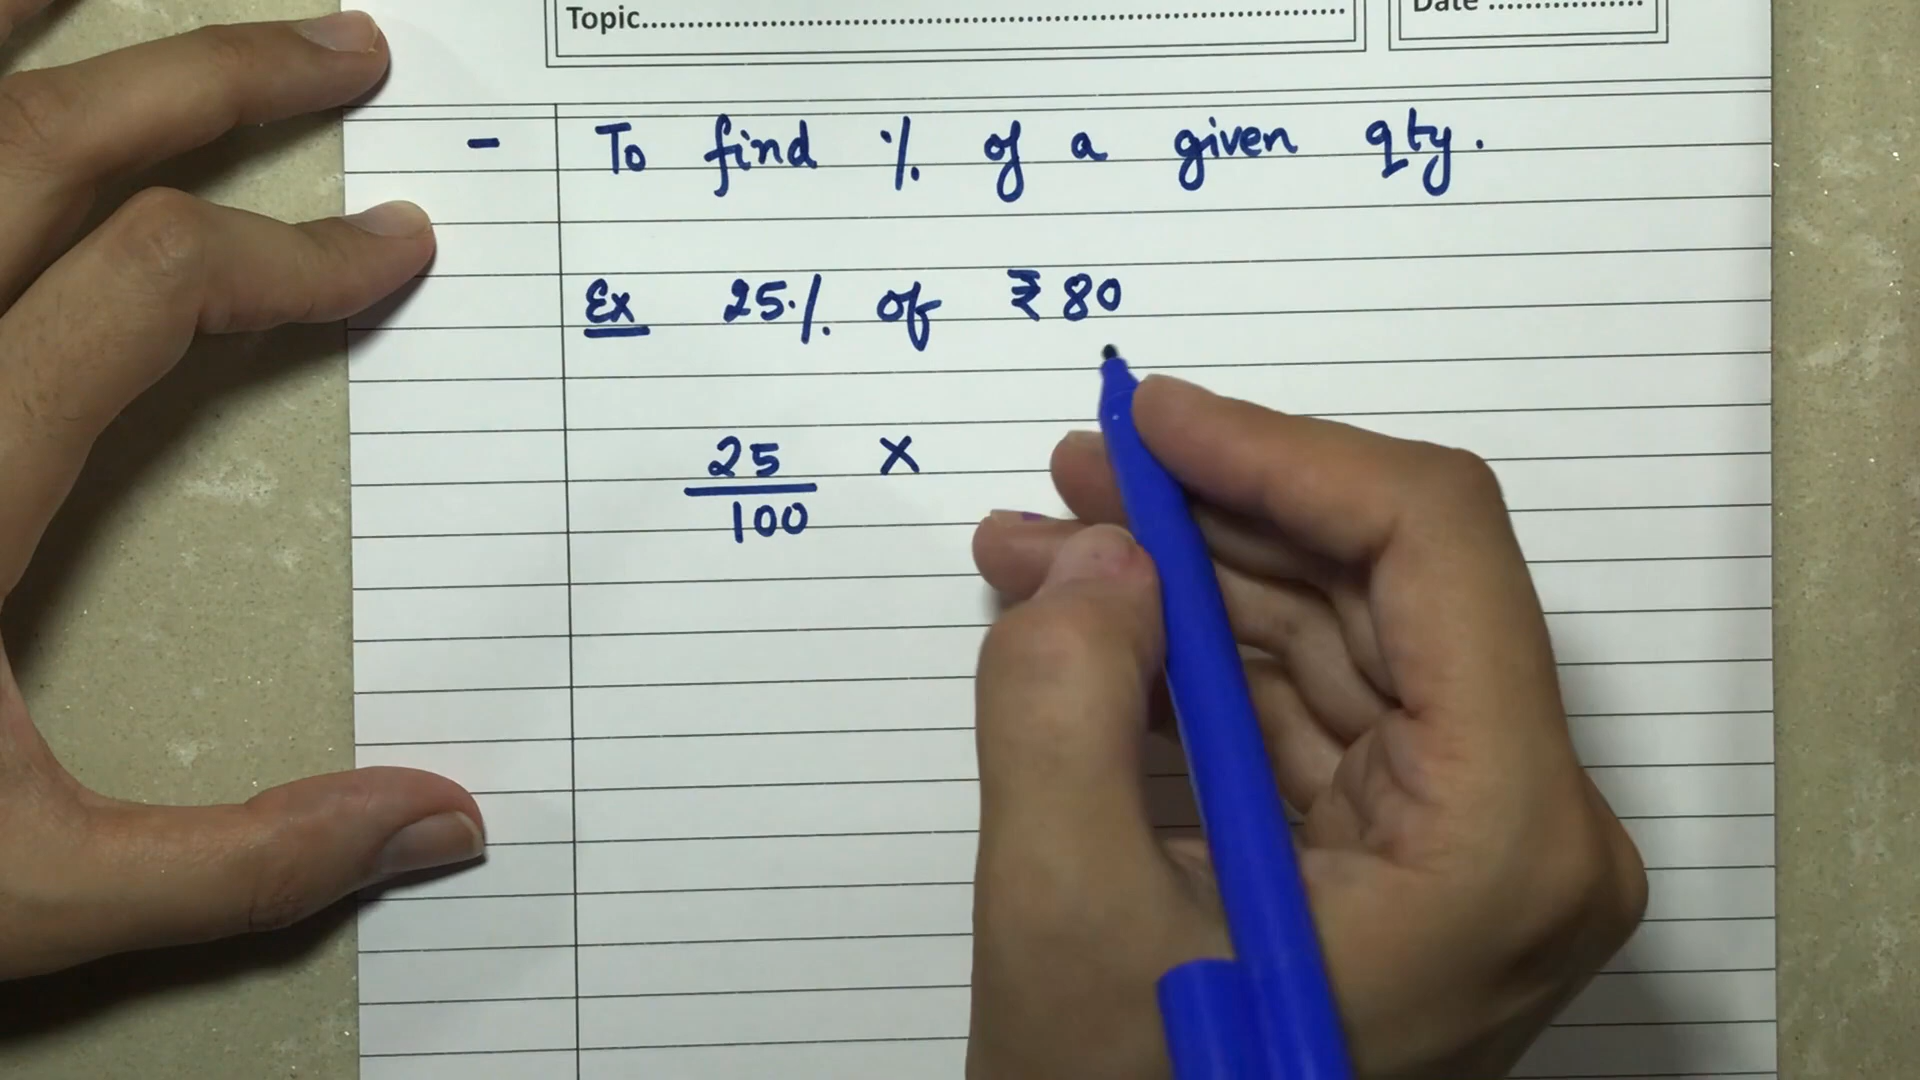 Topic................................................................ Date ..................
- To find % of a given qty.
Ex 25% of ₹80
25 X
100